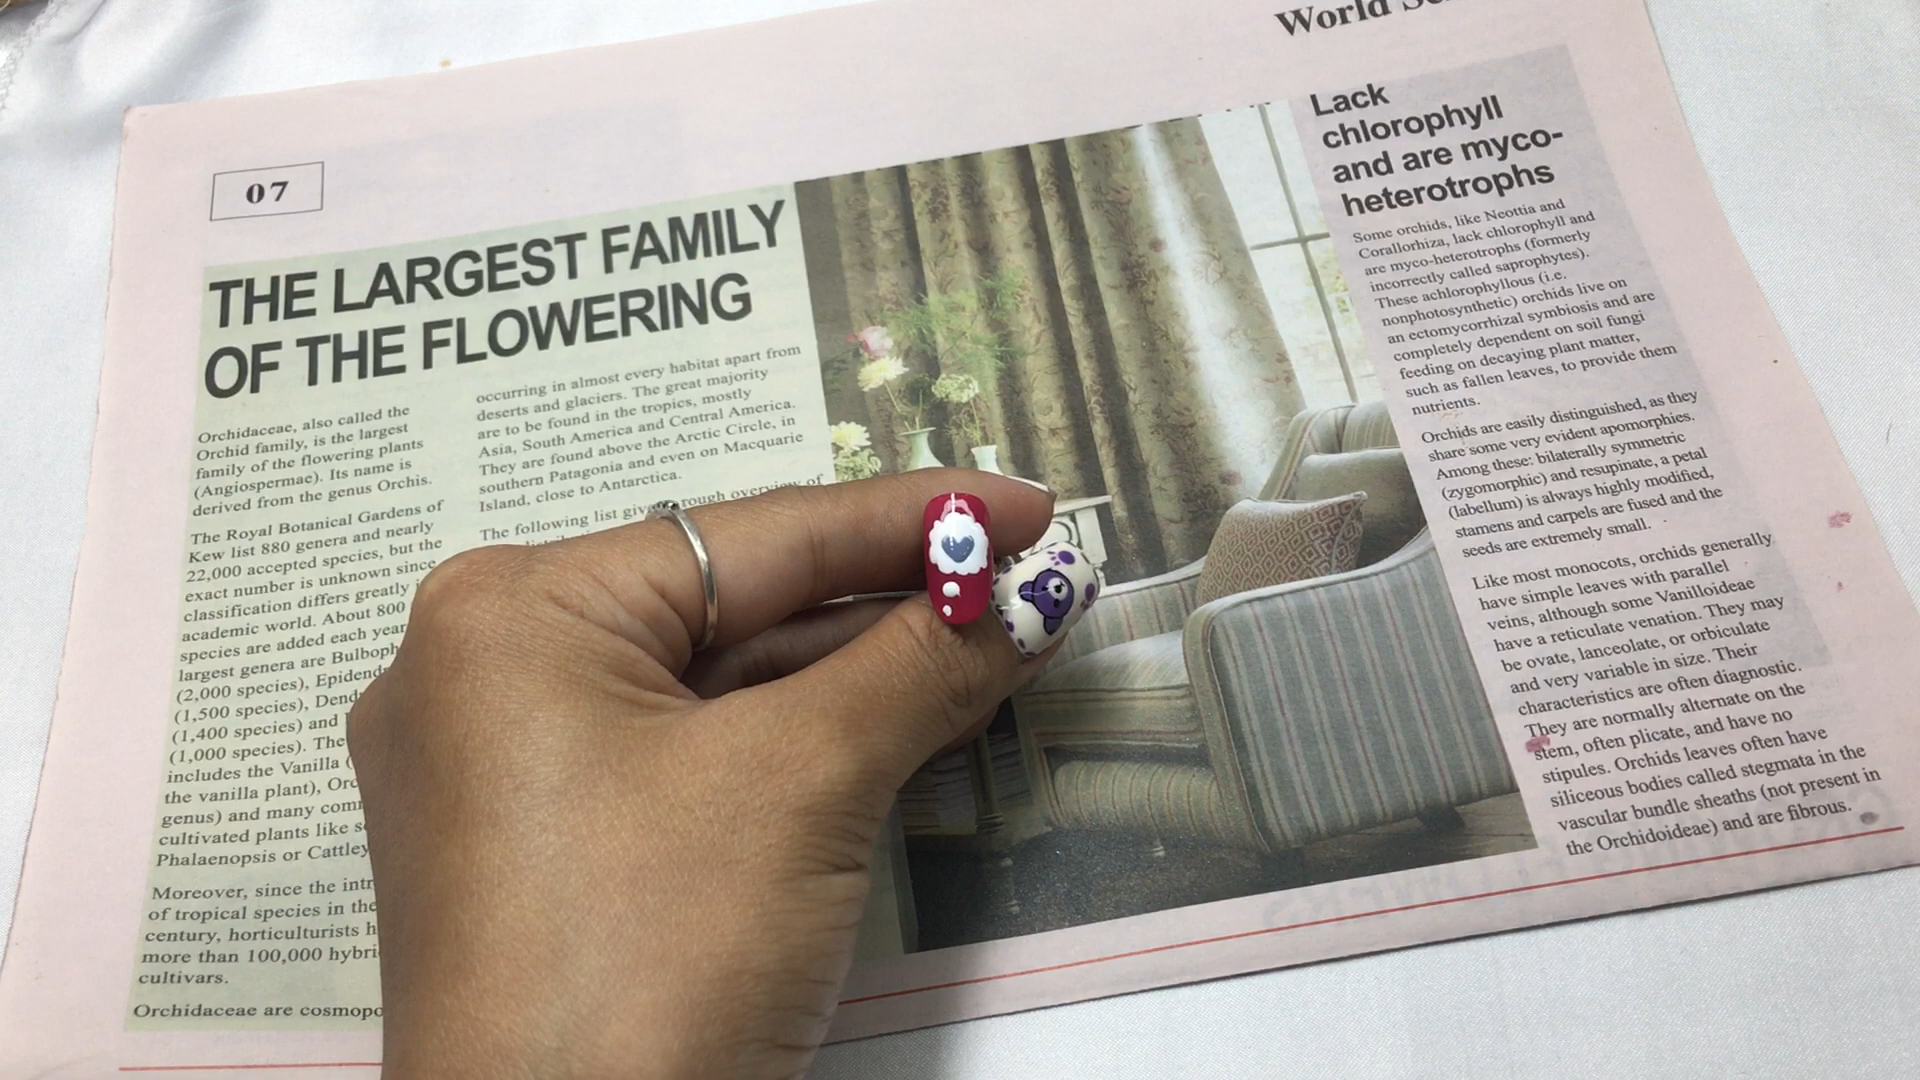 World
07
THE LARGEST FAMILY
OF THE FLOWERING
Orchidaceae, also called the
Orchid family, is the largest
family of the flowering plants
(Angiospermae). Its name is
derived from the genus Orchis.
The Royal Botanical Gardens of
Kew list 880 genera and nearly
22,000 accepted species, but the
exact number is unknown since
classification differs greatly
academic world. About 800
species are added each year
largest genera are
(2,000 species),
(1,500 species),
(1,400 species) and
(1,000 species). The
includes the Vanilla (
the vanilla plant),
genus) and many
cultivated plants like
Phalaenopsis or
Moreover, since the
of tropical species in the
century, horticulturists
more than 100,000
cultivars.
Orchidaceae are
occurring in almost every habitat apart from
deserts and glaciers. The great majority
are to be found in the tropics, mostly
Asia, South America and Central America.
They are found above the Arctic Circle, in
southern Patagonia and even on Macquarie
Island, close to Antarctica.
The following list rough overview of
Lack
chlorophyll
and are myco-
heterotrophs
Some orchids, like Neottia and
Corallorhiza, lack chlorophyll and
are myco-heterotrophs (formerly
incorrectly called saprophytes).
These achlorophyllous (i.e.
nonphotosynthetic) orchids live on
an ectomycorrhizal symbiosis and are
completely dependent on soil fungi
feeding on decaying plant matter,
such as fallen leaves, to provide them
nutrients.
Orchids are easily distinguished, as they
share some very evident apomorphies.
Among these: bilaterally symmetric
(zygomorphic) and resupinate, a petal
(labellum) is always highly modified,
stamens and carpels are fused and the
seeds are extremely small.
Like most monocots, orchids generally
have simple leaves with parallel
veins, although some Vanilloideae
have a reticulate venation. They may
be ovate, lanceolate, or orbiculate
and very variable in size. Their
characteristics are often diagnostic.
They are normally alternate on the
stem, often plicate, and have no
stipules. Orchids leaves often have
siliceous bodies called stegmata in the
vascular bundle sheaths (not present in
the Orchidoideae) and are fibrous.